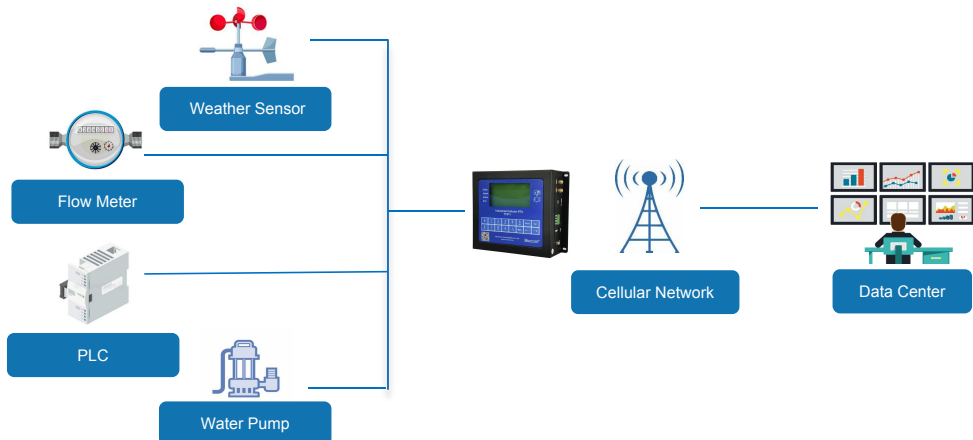 Weather Sensor
Flow Meter
PLC
Water Pump
Cellular Network
Data Center